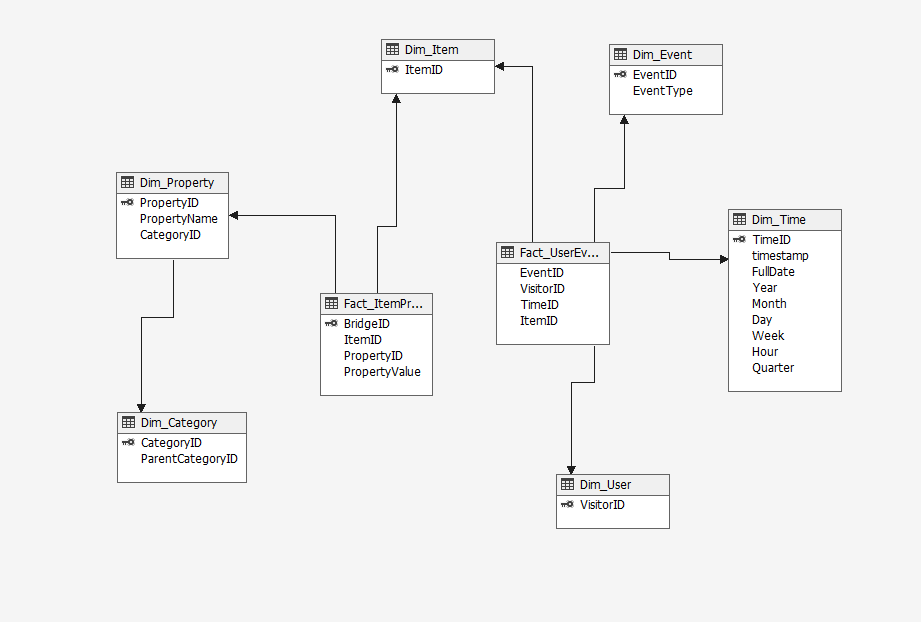 Dim_Item
ItemID
Dim_Event
EventID
EventType
Dim_Property
PropertyID
PropertyName
CategoryID
Dim_Time
TimeID
timestamp
FullDate
Year
Month
Day
Week
Hour
Quarter
Fact_UserEv...
EventID
VisitorID
TimeID
ItemID
Fact_ItemPr...
BridgeID
ItemID
PropertyID
PropertyValue
Dim_Category
CategoryID
ParentCategoryID
Dim_User
VisitorID